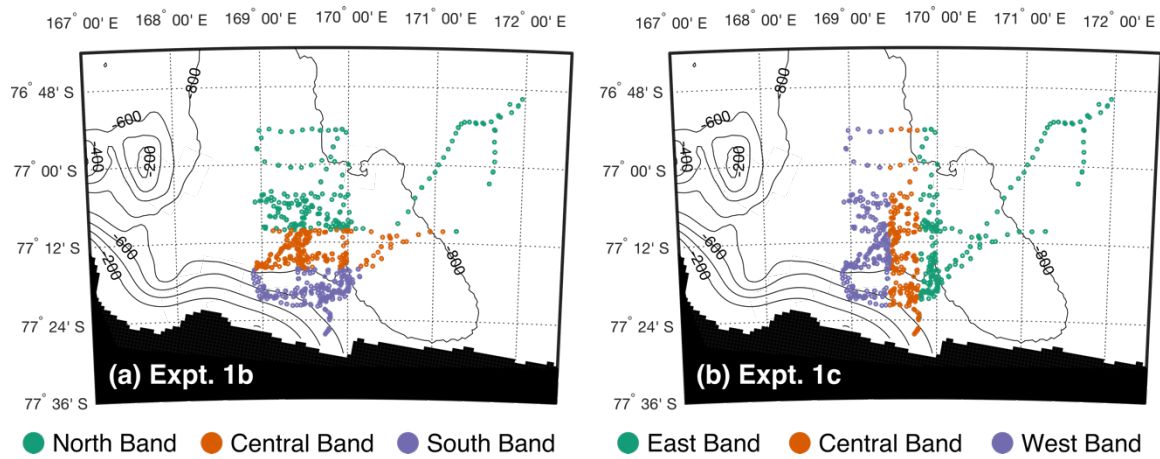 167° 00' E 168° 00' E 169° 00' E 170° 00' E 171° 00' E 172° 00' E
76° 48' S
77° 00' S
77° 12' S
77° 24' S
77° 36' S
-800
-600
-400
-200
-600
-200
-800
(a) Expt. 1b
North Band Central Band South Band
167° 00' E 168° 00' E 169° 00' E 170° 00' E 171° 00' E 172° 00' E
76° 48' S
77° 00' S
77° 12' S
77° 24' S
77° 36' S
-800
-600
-400
-200
-600
-200
-800
(b) Expt. 1c
East Band Central Band West Band